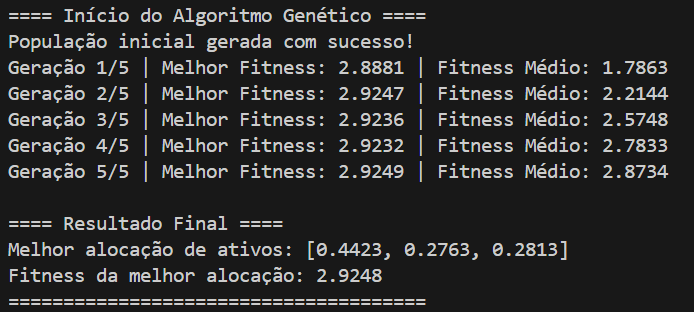 ==== Início do Algoritmo Genético ====
População inicial gerada com sucesso!
Geração 1/5 | Melhor Fitness: 2.8881 | Fitness Médio: 1.7863
Geração 2/5 | Melhor Fitness: 2.9247 | Fitness Médio: 2.2144
Geração 3/5 | Melhor Fitness: 2.9236 | Fitness Médio: 2.5748
Geração 4/5 | Melhor Fitness: 2.9232 | Fitness Médio: 2.7833
Geração 5/5 | Melhor Fitness: 2.9249 | Fitness Médio: 2.8734

==== Resultado Final ====
Melhor alocação de ativos: [0.4423, 0.2763, 0.2813]
Fitness da melhor alocação: 2.9248
======================================